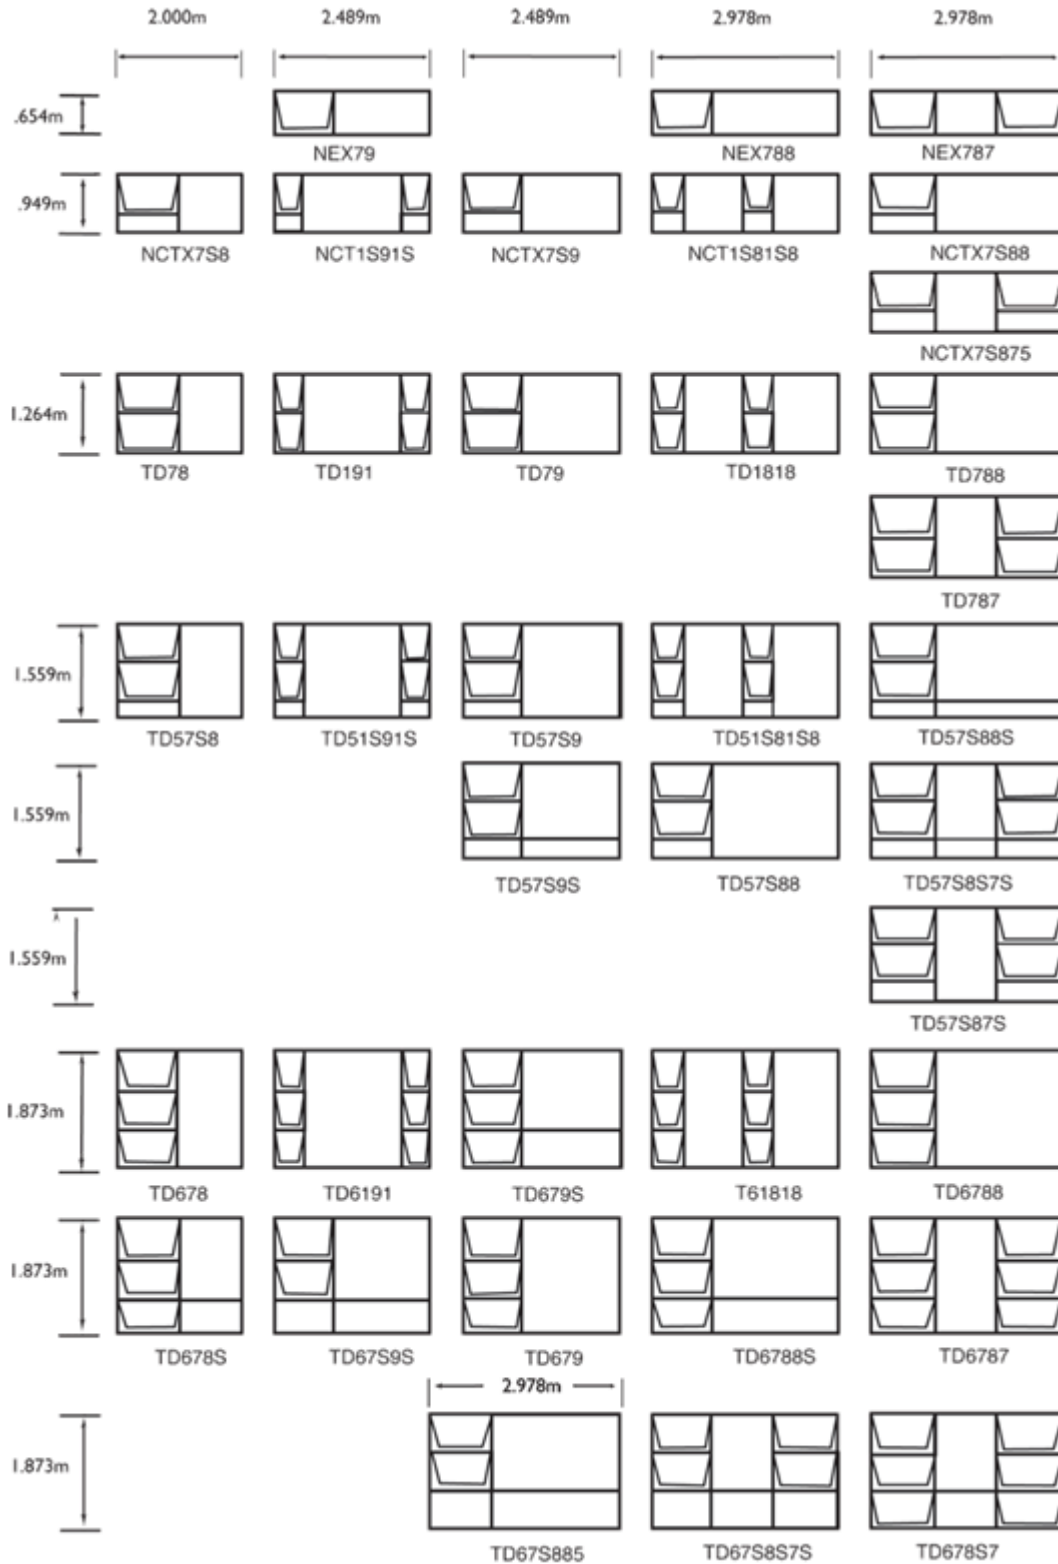 2.000m 2.489m 2.489m 2.978m 2.978m
.654m
NEX79 NEX788 NEX787
.949m
NCTX7S8 NCT1S91S NCTX7S9 NCT1S81S8 NCTX7S88
NCTX7S875
1.264m
TD78 TD191 TD79 TD1818 TD788
TD787
1.559m
TD57S8 TD51S91S TD57S9 TD51S81S8 TD57S88S
1.559m
TD57S9S TD57S88 TD57S8S7S
1.559m
TD57S87S
1.873m
TD678 TD6191 TD679S T61818 TD6788
1.873m
TD678S TD67S9S TD679 TD6788S TD6787
2.978m
1.873m
TD67S885 TD67S8S7S TD678S7